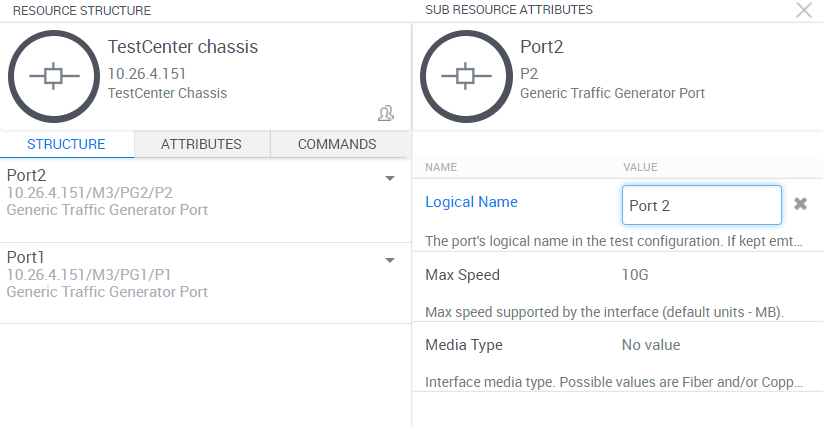 RESOURCE STRUCTURE
TestCenter chassis
10.26.4.151
TestCenter Chassis
STRUCTURE
ATTRIBUTES
COMMANDS
Port2
10.26.4.151/M3/PG2/P2
Generic Traffic Generator Port
Port1
10.26.4.151/M3/PG1/P1
Generic Traffic Generator Port
SUB RESOURCE ATTRIBUTES
Port2
P2
Generic Traffic Generator Port
NAME VALUE
Logical Name Port 2
The port's logical name in the test configuration. If kept emt...
Max Speed 10G
Max speed supported by the interface (default units - MB).
Media Type No value
Interface media type. Possible values are Fiber and/or Copp...